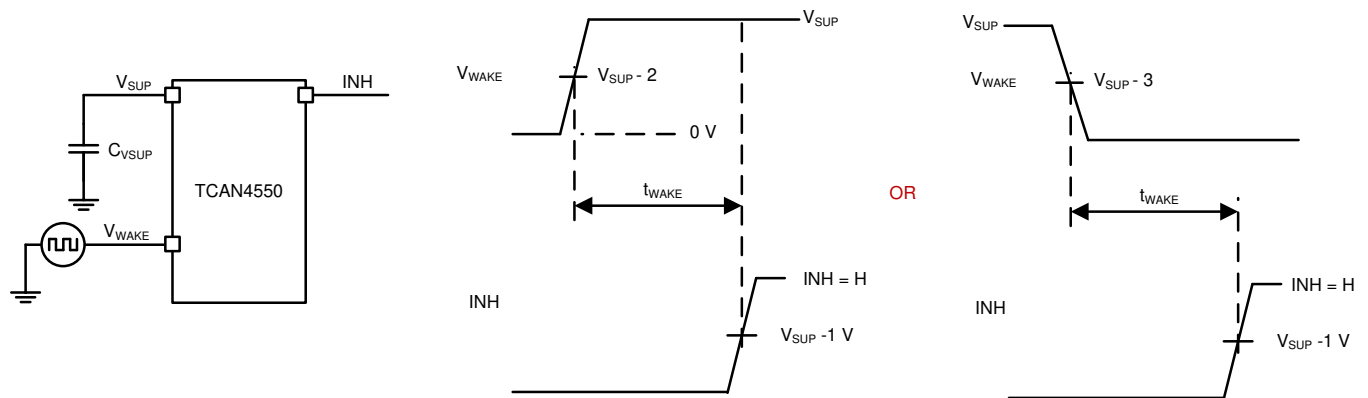 VSUP
INH
CVSUP
TCAN4550
VWAKE
VSUP
VWAKE
VSUP - 2
0 V
tWAKE
INH
INH = H
VSUP -1 V
OR
VSUP
VWAKE
VSUP - 3
tWAKE
INH
INH = H
VSUP -1 V